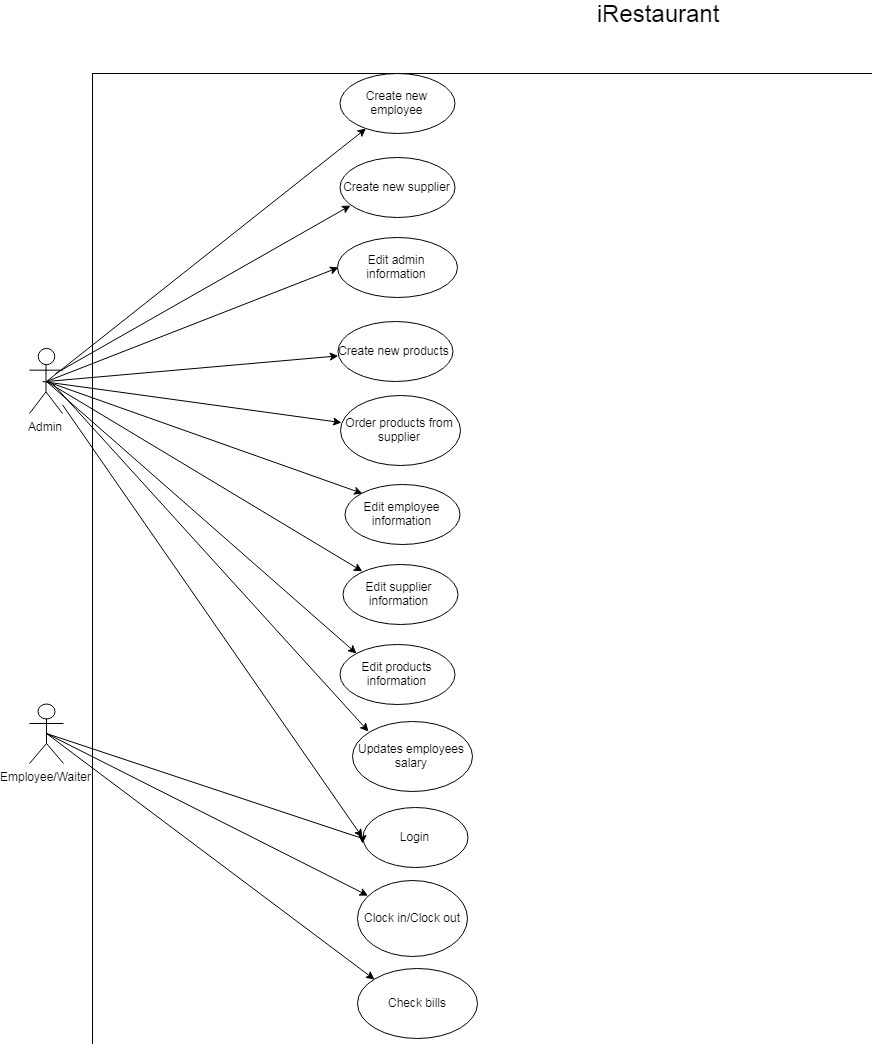 iRestaurant
Create new
employee
Create new supplier
Edit admin
information
Create new products
Order products from
supplier
Admin
Edit employee
information
Edit supplier
information
Edit products
information
Updates employees
salary
Employee/Waiter
Login
Clock in/Clock out
Check bills